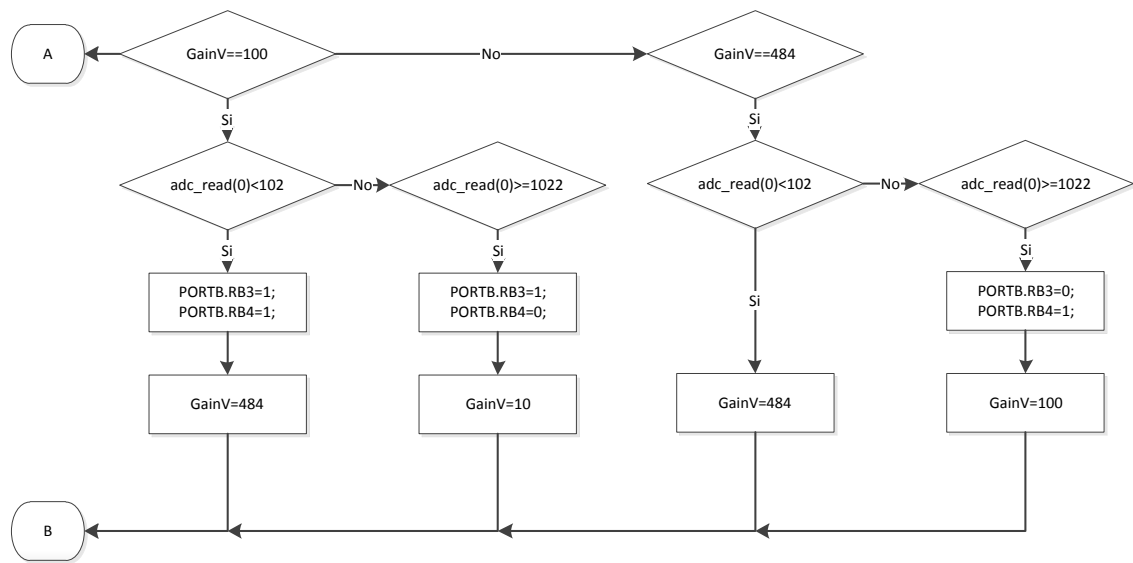 A
GainV==100
No
GainV==484
Si
Si
adc_read(0)<102
No
adc_read(0)>=1022
adc_read(0)<102
No
adc_read(0)>=1022
Si
Si
Si
Si
PORTB.RB3=1;
PORTB.RB4=1;
PORTB.RB3=1;
PORTB.RB4=0;
PORTB.RB3=0;
PORTB.RB4=1;
GainV=484
GainV=10
GainV=484
GainV=100
B